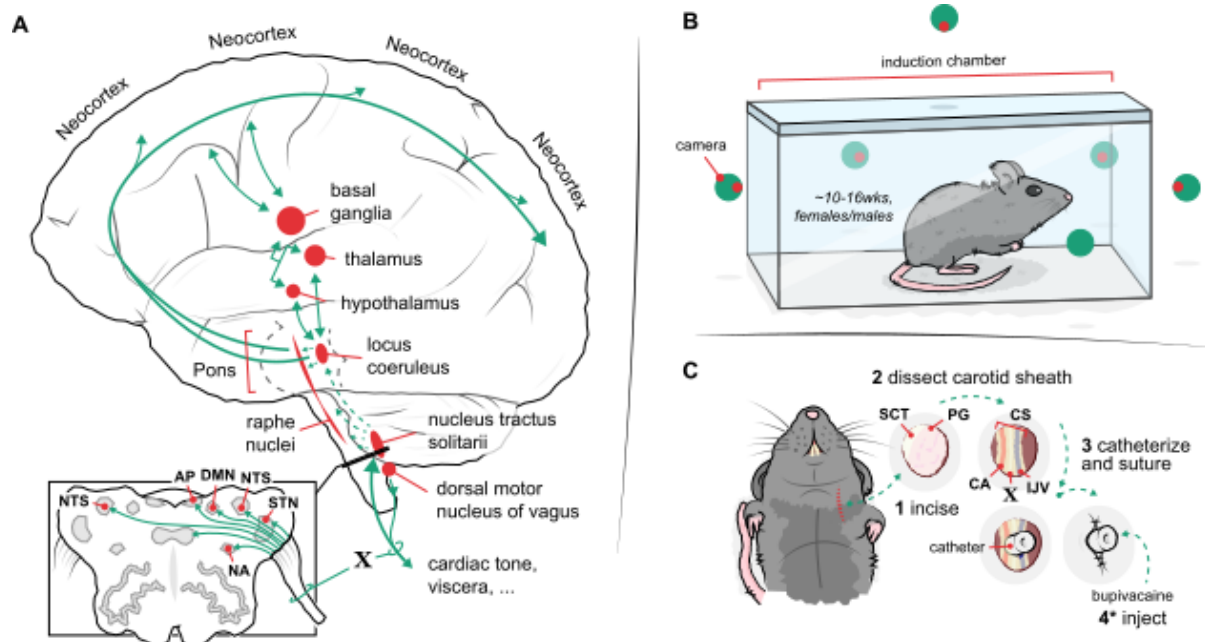 A
Neocortex
Neocortex
Neocortex
Neocortex
basal
ganglia
thalamus
hypothalamus
locus
coeruleus
Pons
raphe
nuclei
nucleus tractus
solitarii
dorsal motor
nucleus of vagus
X
cardiac tone,
viscera, ...
NTS
AP
DMN
NTS
STN
NA
B
induction chamber
camera
~10-16wks,
females/males
C
2 dissect carotid sheath
SCT
PG
CS
1 incise
CA
X
IJV
3 catheterize
and suture
catheter
bupivacaine
4* inject